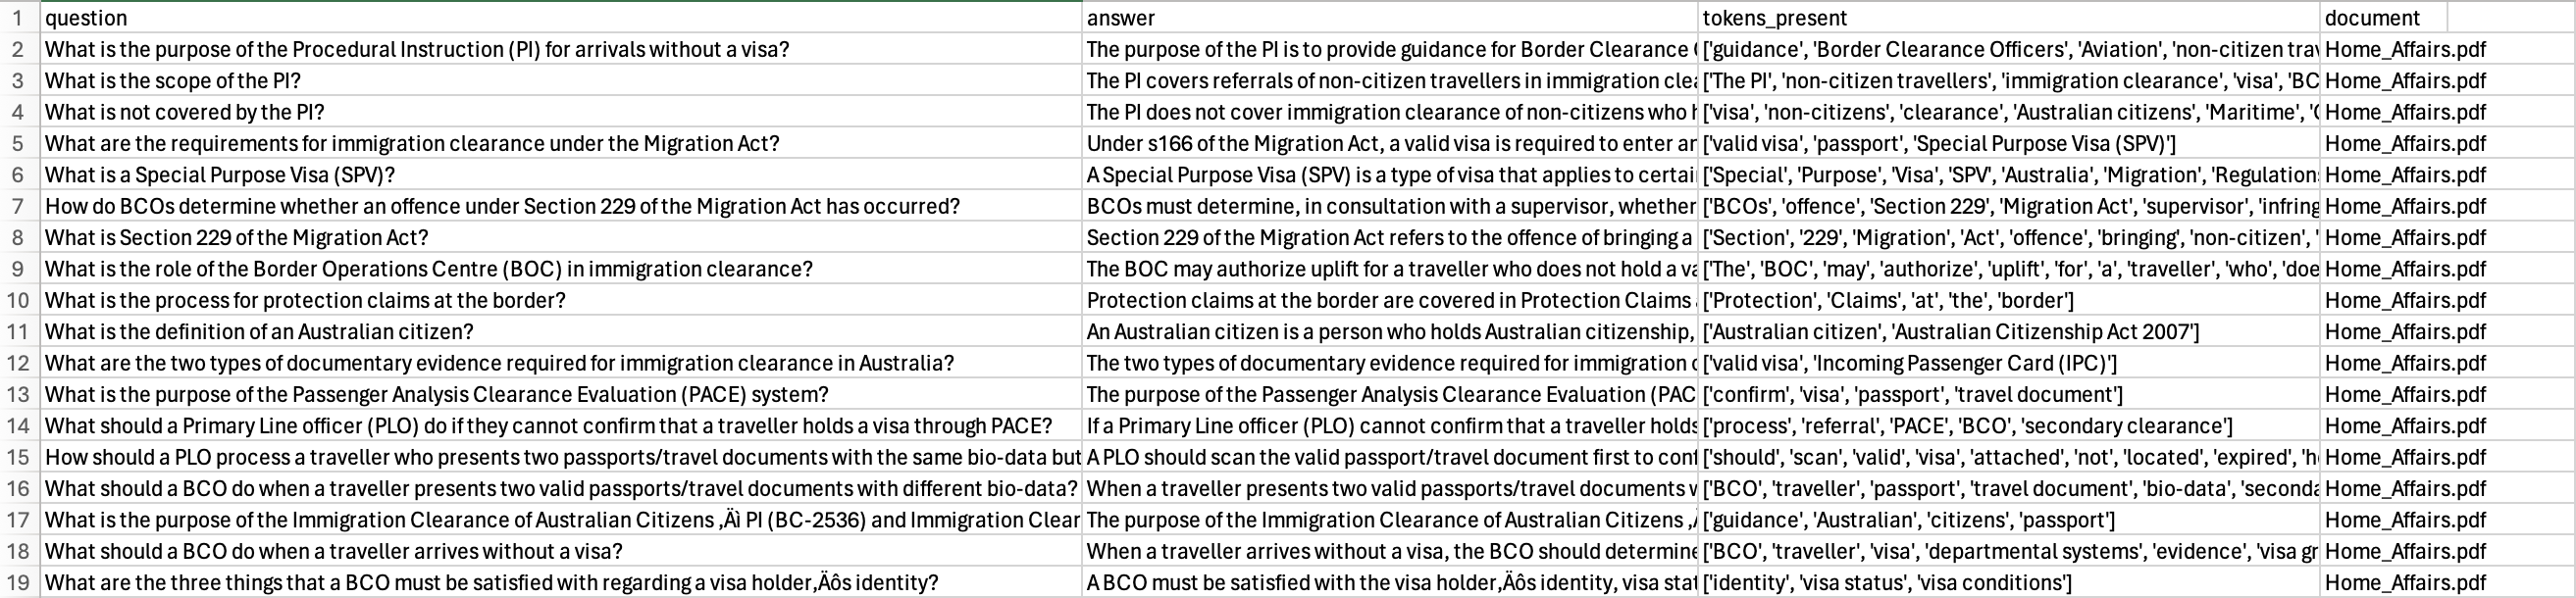 1 question answer tokens_present document
2 What is the purpose of the Procedural Instruction (PI) for arrivals without a visa? The purpose of the PI is to provide guidance for Border Clearance ['guidance', 'Border Clearance Officers', 'Aviation', 'non-citizen trav Home_Affairs.pdf
3 What is the scope of the PI? The PI covers referrals of non-citizen travellers in immigration clea ['The PI', 'non-citizen travellers', 'immigration clearance', 'visa', 'BC Home_Affairs.pdf
4 What is not covered by the PI? The PI does not cover immigration clearance of non-citizens who h ['visa', 'non-citizens', 'clearance', 'Australian citizens', 'Maritime', ' Home_Affairs.pdf
5 What are the requirements for immigration clearance under the Migration Act? Under s166 of the Migration Act, a valid visa is required to enter an ['valid visa', 'passport', 'Special Purpose Visa (SPV)'] Home_Affairs.pdf
6 What is a Special Purpose Visa (SPV)? A Special Purpose Visa (SPV) is a type of visa that applies to certai ['Special', 'Purpose', 'Visa', 'SPV', 'Australia', 'Migration', 'Regulation Home_Affairs.pdf
7 How do BCOs determine whether an offence under Section 229 of the Migration Act has occurred? BCOs must determine, in consultation with a supervisor, whether ['BCOs', 'offence', 'Section 229', 'Migration Act', 'supervisor', 'infring Home_Affairs.pdf
8 What is Section 229 of the Migration Act? Section 229 of the Migration Act refers to the offence of bringing a ['Section', '229', 'Migration', 'Act', 'offence', 'bringing', 'non-citizen', ' Home_Affairs.pdf
9 What is the role of the Border Operations Centre (BOC) in immigration clearance? The BOC may authorize uplift for a traveller who does not hold a va ['The', 'BOC', 'may', 'authorize', 'uplift', 'for', 'a', 'traveller', 'who', 'doe Home_Affairs.pdf
10 What is the process for protection claims at the border? Protection claims at the border are covered in Protection Claims ['Protection', 'Claims', 'at', 'the', 'border'] Home_Affairs.pdf
11 What is the definition of an Australian citizen? An Australian citizen is a person who holds Australian citizenship, ['Australian citizen', 'Australian Citizenship Act 2007'] Home_Affairs.pdf
12 What are the two types of documentary evidence required for immigration clearance in Australia? The two types of documentary evidence required for immigration c ['valid visa', 'Incoming Passenger Card (IPC)'] Home_Affairs.pdf
13 What is the purpose of the Passenger Analysis Clearance Evaluation (PACE) system? The purpose of the Passenger Analysis Clearance Evaluation (PAC ['confirm', 'visa', 'passport', 'travel document'] Home_Affairs.pdf
14 What should a Primary Line officer (PLO) do if they cannot confirm that a traveller holds a visa through PACE? If a Primary Line officer (PLO) cannot confirm that a traveller holds ['process', 'referral', 'PACE', 'BCO', 'secondary clearance'] Home_Affairs.pdf
15 How should a PLO process a traveller who presents two passports/travel documents with the same bio-data but A PLO should scan the valid passport/travel document first to conf ['should', 'scan', 'valid', 'visa', 'attached', 'not', 'located', 'expired', 'h Home_Affairs.pdf
16 What should a BCO do when a traveller presents two valid passports/travel documents with different bio-data? When a traveller presents two valid passports/travel documents w ['BCO', 'traveller', 'passport', 'travel document', 'bio-data', 'seconda Home_Affairs.pdf
17 What is the purpose of the Immigration Clearance of Australian Citizens ‚Äì PI (BC-2536) and Immigration Clear The purpose of the Immigration Clearance of Australian Citizens ‚Ä ['guidance', 'Australian', 'citizens', 'passport'] Home_Affairs.pdf
18 What should a BCO do when a traveller arrives without a visa? When a traveller arrives without a visa, the BCO should determine ['BCO', 'traveller', 'visa', 'departmental systems', 'evidence', 'visa gr Home_Affairs.pdf
19 What are the three things that a BCO must be satisfied with regarding a visa holder‚Äôs identity? A BCO must be satisfied with the visa holder‚Äôs identity, visa stat ['identity', 'visa status', 'visa conditions'] Home_Affairs.pdf